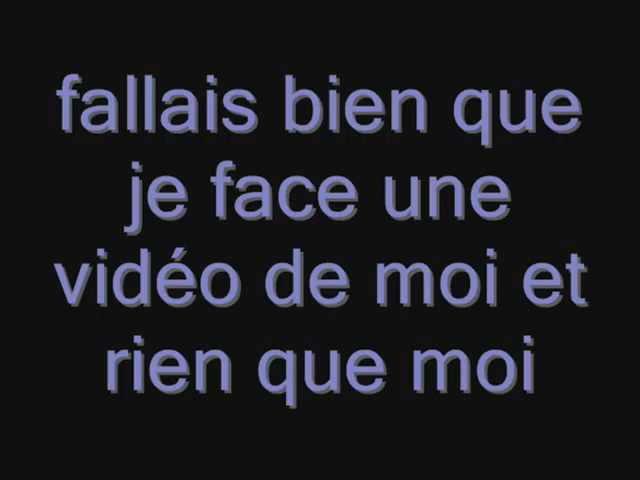 fallais bien que
je face une
vidéo de moi et
rien que moi